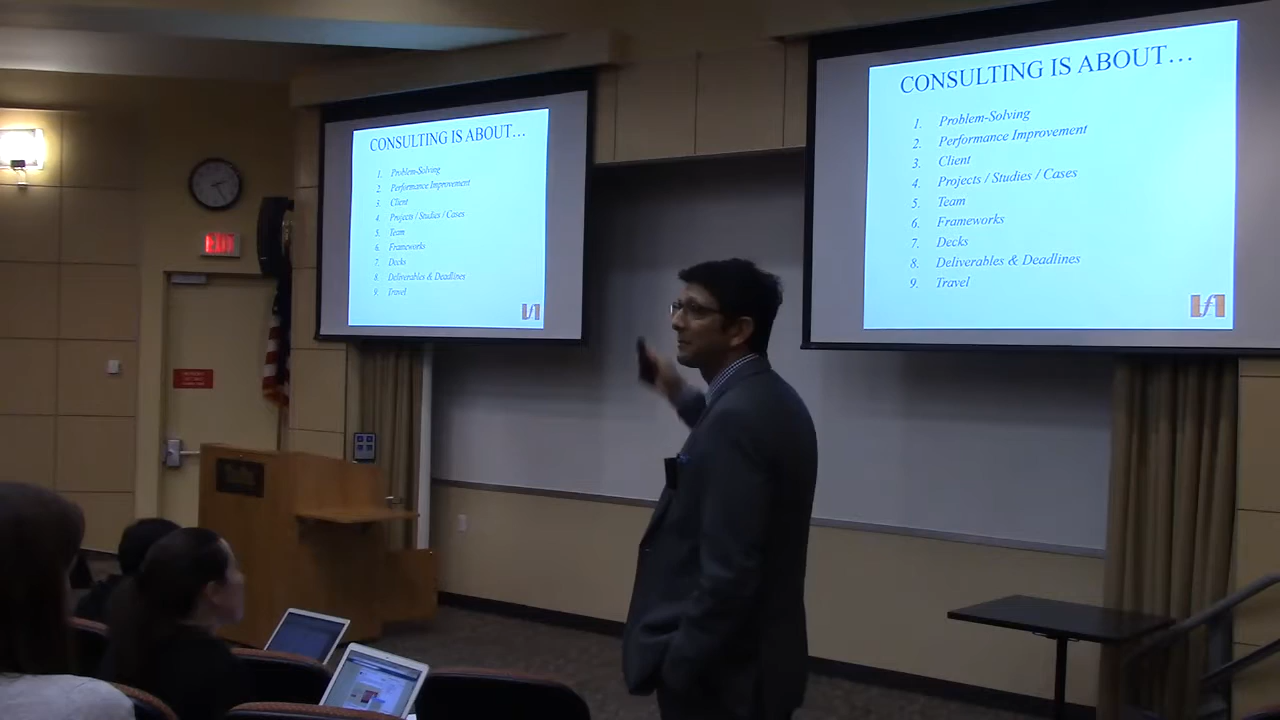 CONSULTING IS ABOUT...
1. Problem-Solving
2. Performance Improvement
3. Client
4. Projects / Studies / Cases
5. Team
6. Frameworks
7. Decks
8. Deliverables & Deadlines
9. Travel
CONSULTING IS ABOUT...
1. Problem-Solving
2. Performance Improvement
3. Client
4. Projects / Studies / Cases
5. Team
6. Frameworks
7. Decks
8. Deliverables & Deadlines
9. Travel
EXIT